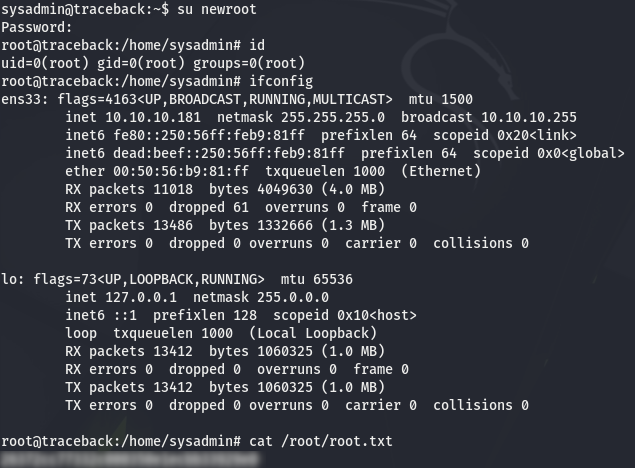 sysadmin@traceback:~$ su newroot
Password:
root@traceback:/home/sysadmin# id
uid=0(root) gid=0(root) groups=0(root)
root@traceback:/home/sysadmin# ifconfig
ens33: flags=4163<UP,BROADCAST,RUNNING,MULTICAST>  mtu 1500
        inet 10.10.10.181  netmask 255.255.255.0  broadcast 10.10.10.255
        inet6 fe80::250:56ff:feb9:81ff  prefixlen 64  scopeid 0x20<link>
        inet6 dead:beef::250:56ff:feb9:81ff  prefixlen 64  scopeid 0x0<global>
        ether 00:50:56:b9:81:ff  txqueuelen 1000  (Ethernet)
        RX packets 11018  bytes 4049630 (4.0 MB)
        RX errors 0  dropped 61  overruns 0  frame 0
        TX packets 13486  bytes 1332666 (1.3 MB)
        TX errors 0  dropped 0 overruns 0  carrier 0  collisions 0

lo: flags=73<UP,LOOPBACK,RUNNING>  mtu 65536
        inet 127.0.0.1  netmask 255.0.0.0
        inet6 ::1  prefixlen 128  scopeid 0x10<host>
        loop  txqueuelen 1000  (Local Loopback)
        RX packets 13412  bytes 1060325 (1.0 MB)
        RX errors 0  dropped 0  overruns 0  frame 0
        TX packets 13412  bytes 1060325 (1.0 MB)
        TX errors 0  dropped 0 overruns 0  carrier 0  collisions 0

root@traceback:/home/sysadmin# cat /root/root.txt